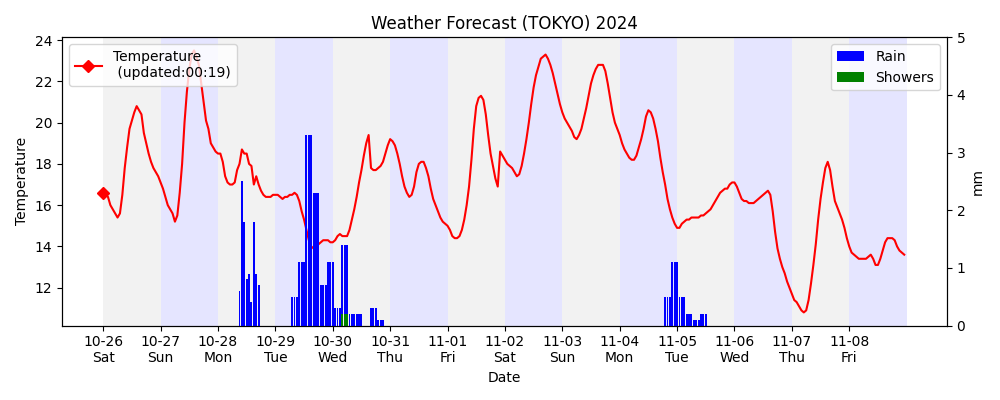 Weather Forecast (TOKYO) 2024
Temperature
(updated:00:19)
Rain
Showers
Temperature
24
22
20
18
16
14
12
5
4
3
2
1
0
mm
10-26 10-27 10-28 10-29 10-30 10-31 11-01 11-02 11-03 11-04 11-05 11-06 11-07 11-08
Sat Sun Mon Tue Wed Thu Fri Sat Sun Mon Tue Wed Thu Fri
Date